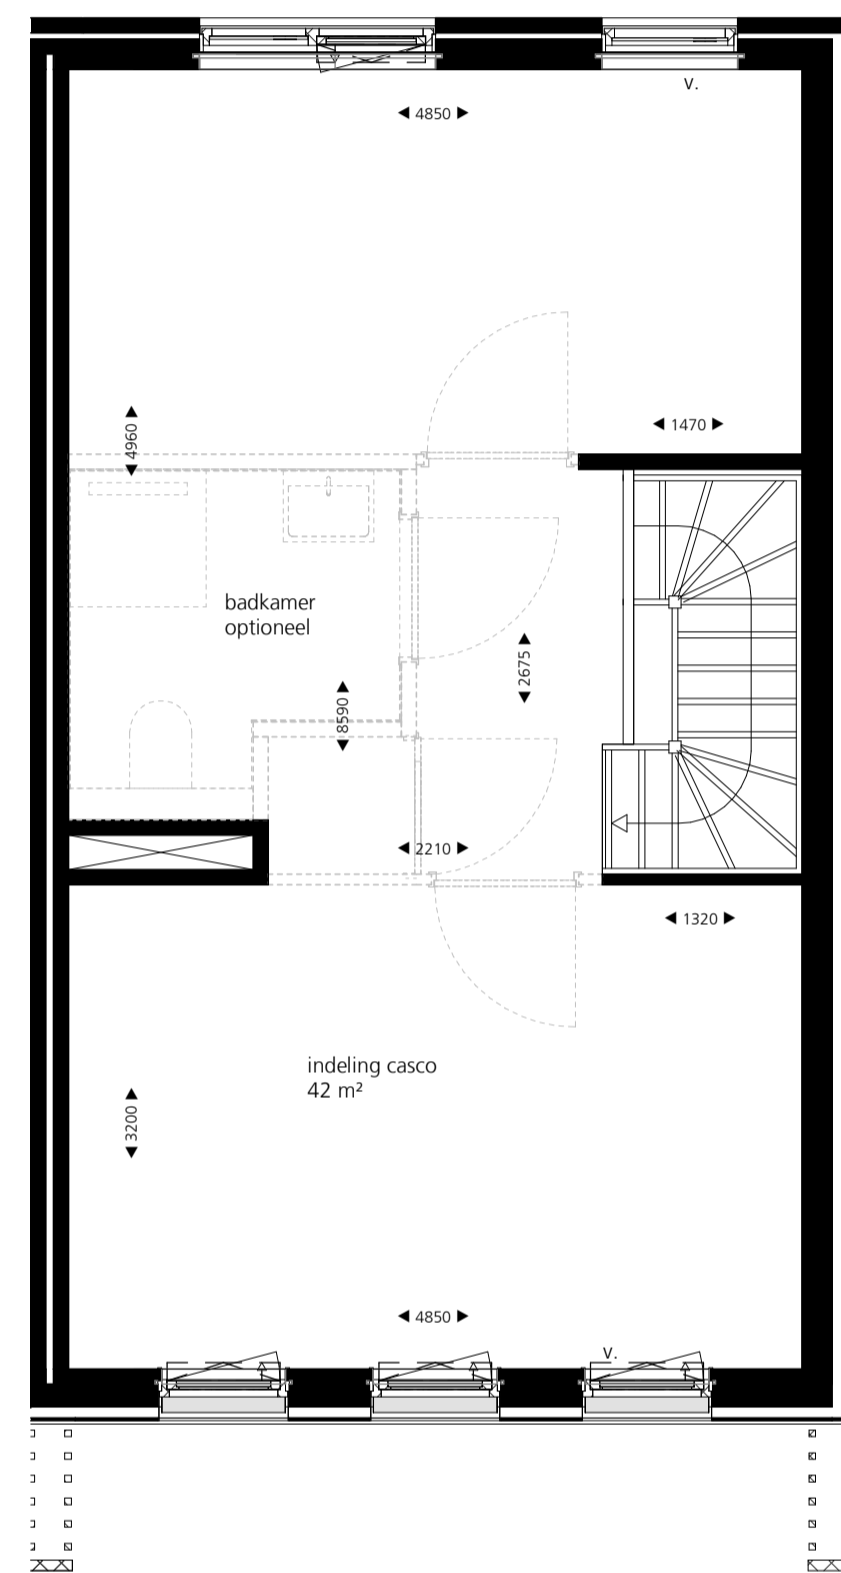 v.
4850
4960
1470
badkamer
optioneel
2675
8590
2210
1320
indeling casco
42 m²
3200
4850
v.